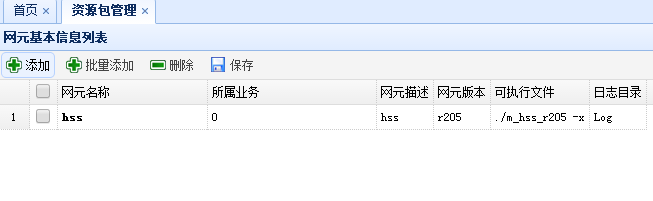 首页 × 资源包管理 ×
网元基本信息列表
添加 批量添加 删除 保存
网元名称 所属业务 网元描述 网元版本 可执行文件 日志目录
1 hss 0 hss r205 ./m_hss_r205 -x Log